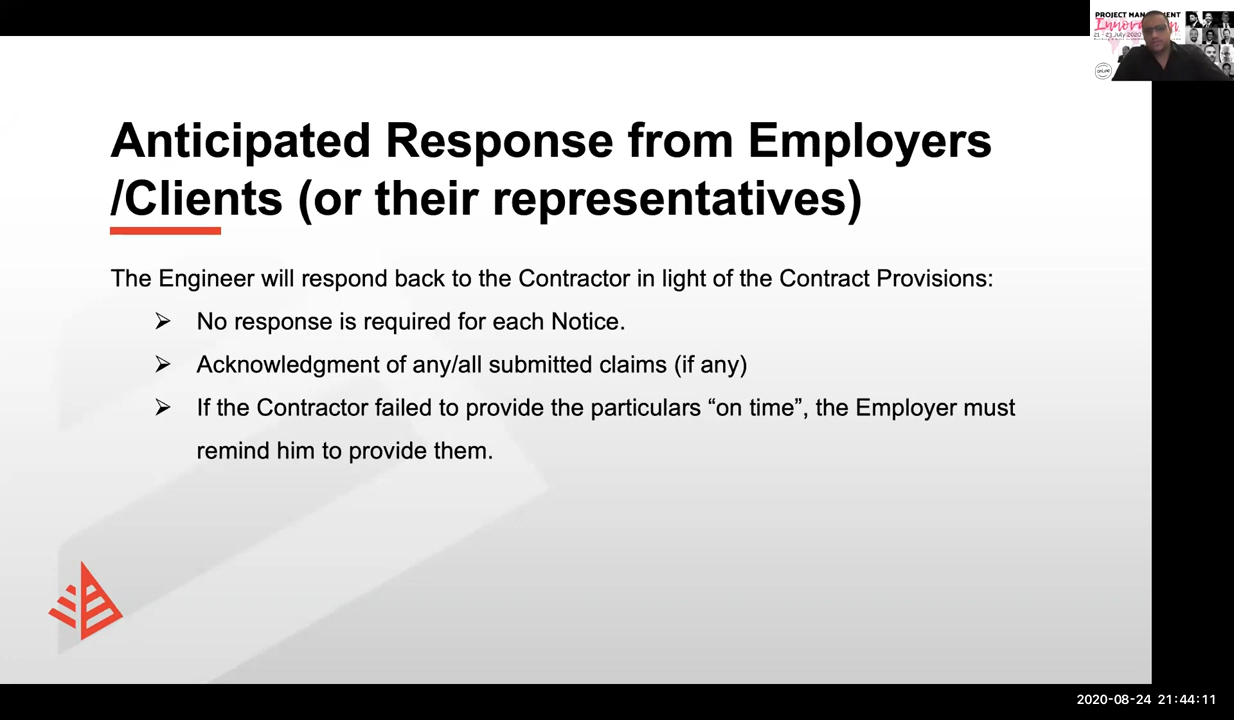 PROJECT MANAGEMENT
Innovation
21 - 23 July 2020
ONLINE
Anticipated Response from Employers
/Clients (or their representatives)
The Engineer will respond back to the Contractor in light of the Contract Provisions:
No response is required for each Notice.
Acknowledgment of any/all submitted claims (if any)
If the Contractor failed to provide the particulars “on time”, the Employer must
remind him to provide them.
2020-08-24 21:44:11